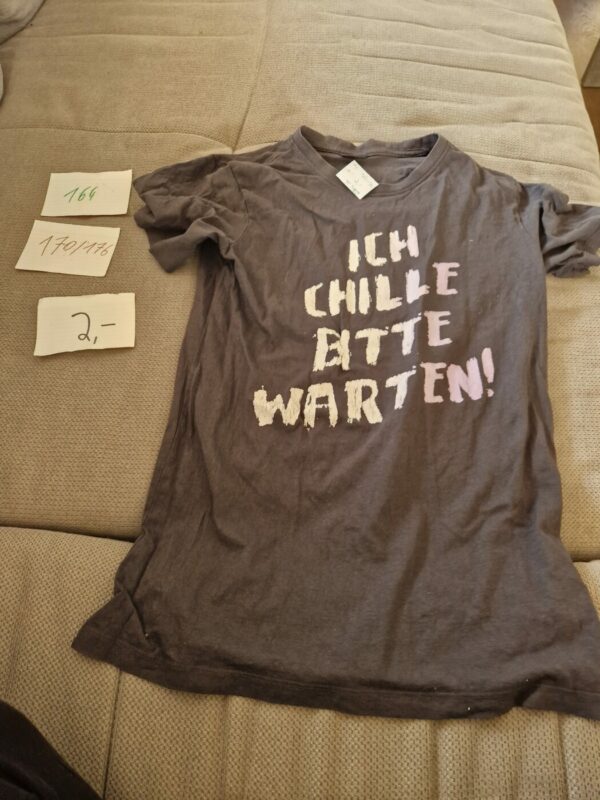 164
170/176
2,-
ICH
CHILLE
BITTE
WARTEN!